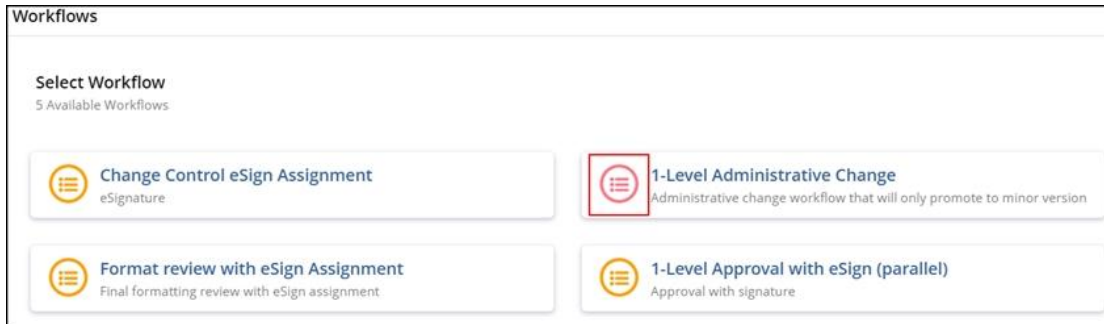 Workflows
Select Workflow
5 Available Workflows
Change Control eSign Assignment
eSignature
1-Level Administrative Change
Administrative change workflow that will only promote to minor version
Format review with eSign Assignment
Final formatting review with eSign assignment
1-Level Approval with eSign (parallel)
Approval with signature